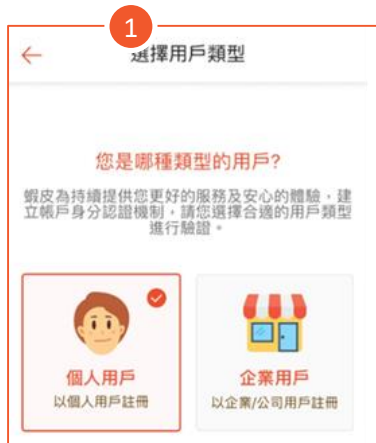 1
選擇用戶類型
您是哪種類型的用戶?
蝦皮為持續提供您更好的服務及安心的體驗，建
立帳戶身分認證機制，請您選擇合適的用戶類型
進行驗證。
個人用戶
以個人用戶註冊
企業用戶
以企業/公司用戶註冊